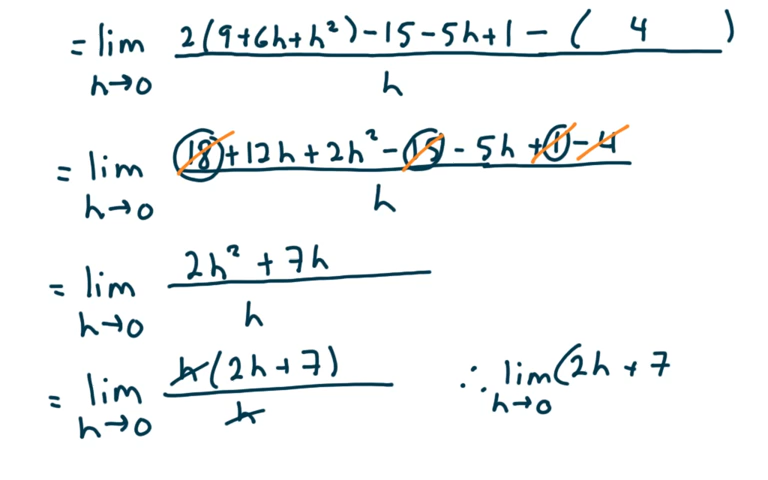 = lim 2(9+6h+h²)-15-5h+1-( 4 )
h→0 h
= lim 18+12h+2h²-15-5h+1-4
h→0 h
= lim 2h²+7h
h→0 h
= lim h(2h+7)
h→0 h
∴ lim(2h+7
h→0